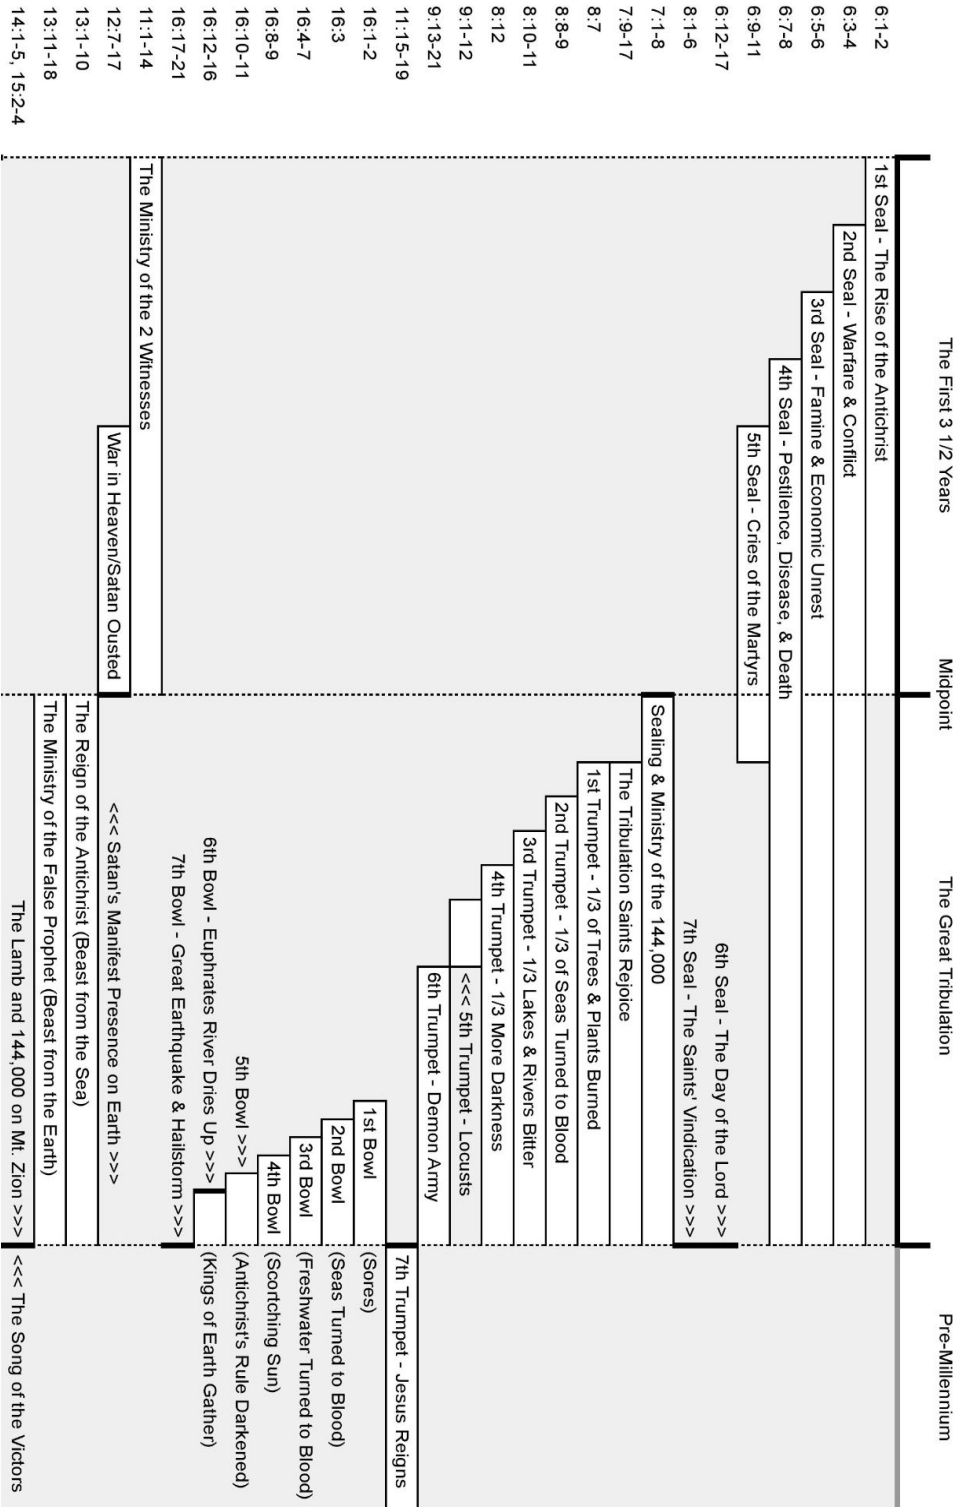 The First 3 1/2 Years
Midpoint
The Great Tribulation
Pre-Millennium
6:1-2
1st Seal - The Rise of the Antichrist
6:3-4
2nd Seal - Warfare & Conflict
6:5-6
3rd Seal - Famine & Economic Unrest
6:7-8
4th Seal - Pestilence, Disease, & Death
6:9-11
5th Seal - Cries of the Martyrs
6:12-17
6th Seal - The Day of the Lord >>>
8:1-6
7th Seal - The Saints' Vindication >>>
7:1-8
Sealing & Ministry of the 144,000
7:9-17
The Tribulation Saints Rejoice
8:7
1st Trumpet - 1/3 of Trees & Plants Burned
8:8-9
2nd Trumpet - 1/3 of Seas Turned to Blood
8:10-11
3rd Trumpet - 1/3 Lakes & Rivers Bitter
8:12
4th Trumpet - 1/3 More Darkness
9:1-12
<<< 5th Trumpet - Locusts
9:13-21
6th Trumpet - Demon Army
11:15-19
7th Trumpet - Jesus Reigns
16:1-2
1st Bowl
(Sores)
16:3
2nd Bowl
(Seas Turned to Blood)
16:4-7
3rd Bowl
(Freshwater Turned to Blood)
16:8-9
4th Bowl
(Scortching Sun)
16:10-11
5th Bowl >>>
(Antichrist's Rule Darkened)
16:12-16
6th Bowl - Euphrates River Dries Up >>>
(Kings of Earth Gather)
16:17-21
7th Bowl - Great Earthquake & Hailstorm >>>
11:1-14
The Ministry of the 2 Witnesses
12:7-17
War in Heaven/Satan Ousted
<<< Satan's Manifest Presence on Earth >>>
13:1-10
The Reign of the Antichrist (Beast from the Sea)
13:11-18
The Ministry of the False Prophet (Beast from the Earth)
14:1-5, 15:2-4
The Lamb and 144,000 on Mt. Zion >>>
<<< The Song of the Victors